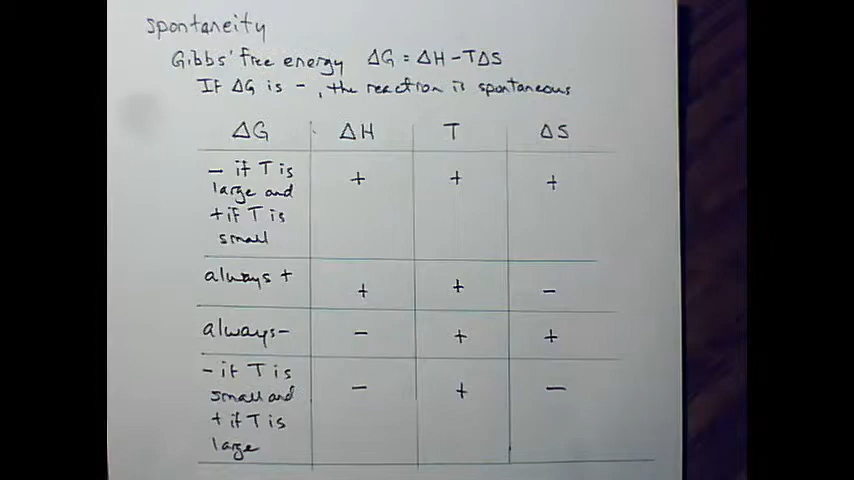 spontaneity
Gibbs' free energy ΔG = ΔH - TΔS
If ΔG is - , the reaction is spontaneous
ΔG ΔH T ΔS
- if T is
large and
+ if T is
small
+ + +
always +
+ + -
always -
- + +
- if T is
small and
+ if T is
large
- + -